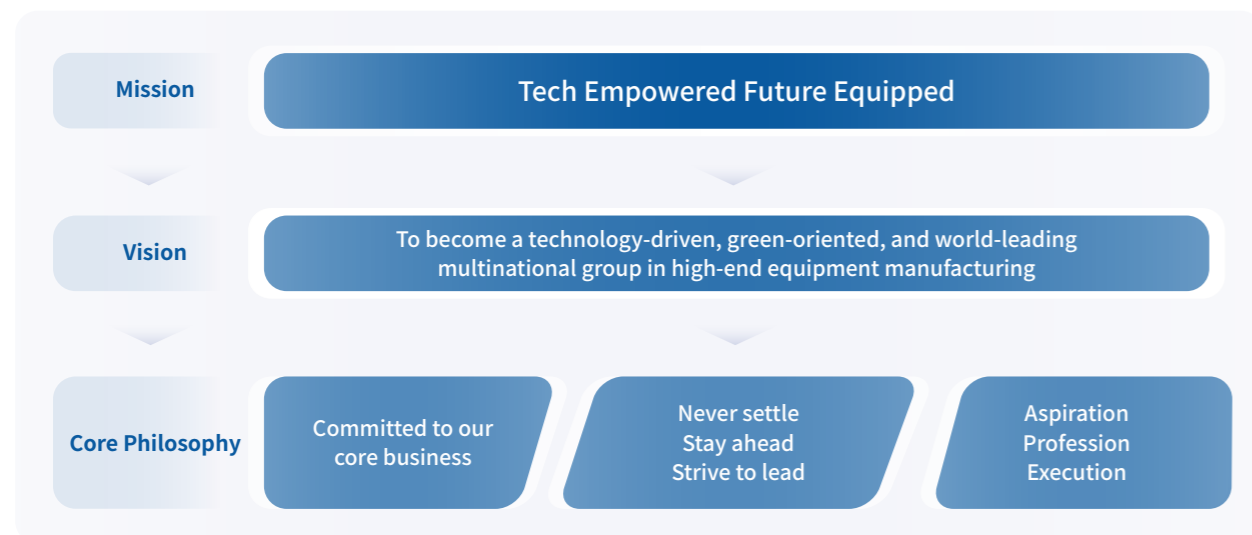 Mission
Tech Empowered Future Equipped
Vision
To become a technology-driven, green-oriented, and world-leading
multinational group in high-end equipment manufacturing
Core Philosophy
Committed to our
core business
Never settle
Stay ahead
Strive to lead
Aspiration
Profession
Execution